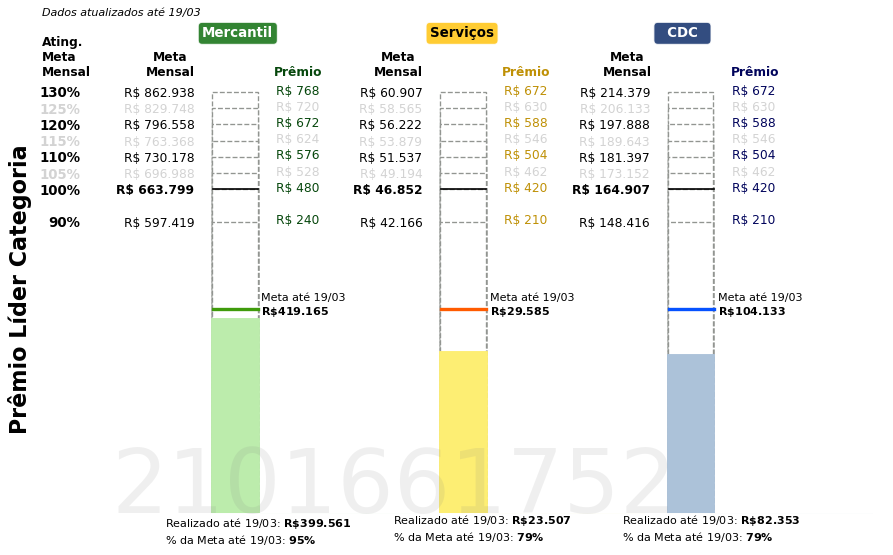 Dados atualizados até 19/03
Mercantil Serviços CDC
Ating.
Meta Meta Meta Meta
Mensal Mensal Prêmio Mensal Prêmio Mensal Prêmio
130% R$ 862.938 R$ 768 R$ 60.907 R$ 672 R$ 214.379 R$ 672
125% R$ 829.748 R$ 720 R$ 58.565 R$ 630 R$ 206.133 R$ 630
120% R$ 796.558 R$ 672 R$ 56.222 R$ 588 R$ 197.888 R$ 588
115% R$ 763.368 R$ 624 R$ 53.879 R$ 546 R$ 189.643 R$ 546
110% R$ 730.178 R$ 576 R$ 51.537 R$ 504 R$ 181.397 R$ 504
105% R$ 696.988 R$ 528 R$ 49.194 R$ 462 R$ 173.152 R$ 462
100% R$ 663.799 R$ 480 R$ 46.852 R$ 420 R$ 164.907 R$ 420
90% R$ 597.419 R$ 240 R$ 42.166 R$ 210 R$ 148.416 R$ 210
Prêmio Líder Categoria
Meta até 19/03 Meta até 19/03 Meta até 19/03
R$419.165 R$29.585 R$104.133
2101661752
Realizado até 19/03: R$399.561 Realizado até 19/03: R$23.507 Realizado até 19/03: R$82.353
% da Meta até 19/03: 95% % da Meta até 19/03: 79% % da Meta até 19/03: 79%